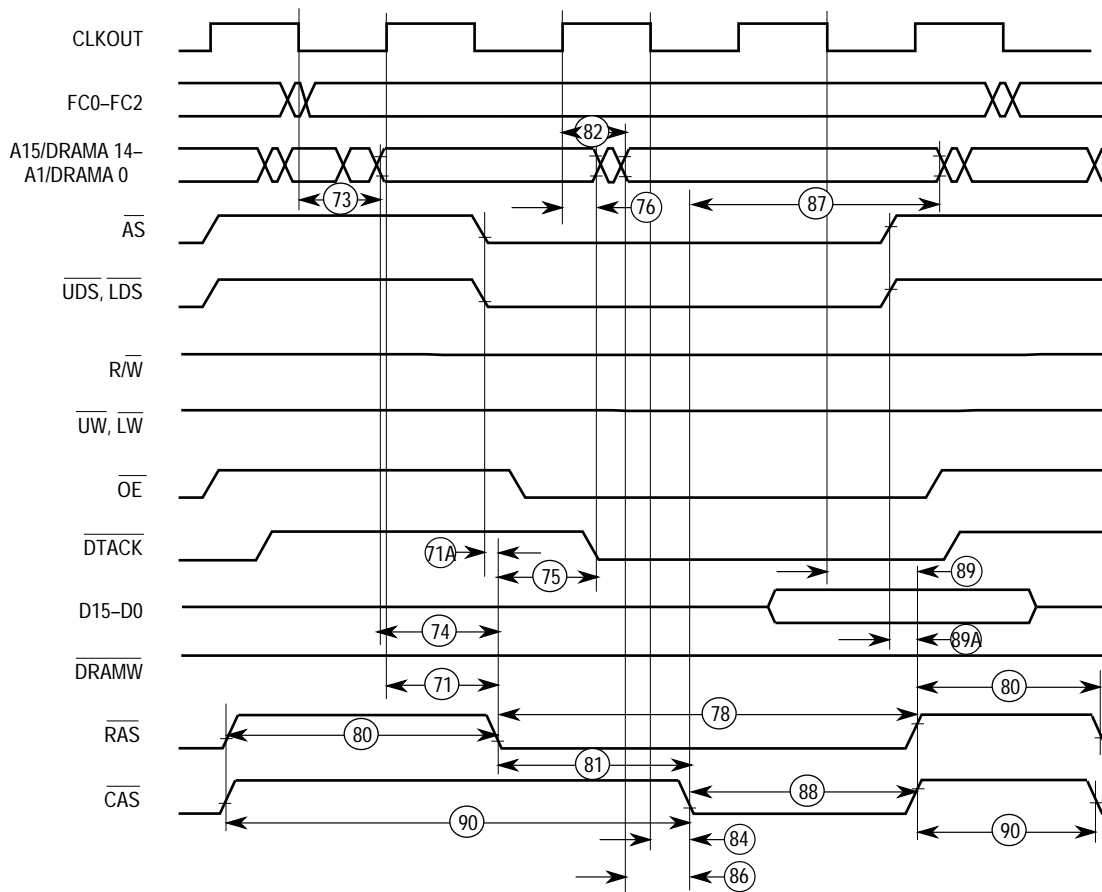 CLKOUT
FC0–FC2
82
A15/DRAMA 14–
A1/DRAMA 0
73
76
87
AS
UDS, LDS
R/W
UW, LW
OE
DTACK
71A
75
89
D15–D0
74
89A
DRAMW
71
80
78
RAS
80
81
88
CAS
90
90
84
86